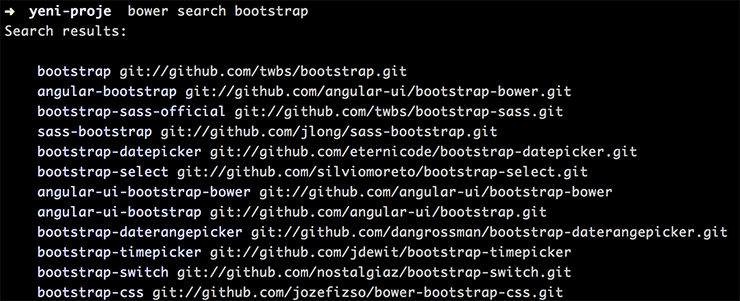 ➜ yeni-proje bower search bootstrap
Search results:
bootstrap git://github.com/twbs/bootstrap.git
angular-bootstrap git://github.com/angular-ui/bootstrap-bower.git
bootstrap-sass-official git://github.com/twbs/bootstrap-sass.git
sass-bootstrap git://github.com/jlong/sass-bootstrap.git
bootstrap-datepicker git://github.com/eternicode/bootstrap-datepicker.git
bootstrap-select git://github.com/silviomoreto/bootstrap-select.git
angular-ui-bootstrap-bower git://github.com/angular-ui/bootstrap-bower
angular-ui-bootstrap git://github.com/angular-ui/bootstrap.git
bootstrap-daterangepicker git://github.com/dangrossman/bootstrap-daterangepicker.git
bootstrap-timepicker git://github.com/jdewit/bootstrap-timepicker
bootstrap-switch git://github.com/nostalgiaz/bootstrap-switch.git
bootstrap-css git://github.com/jozefizso/bower-bootstrap-css.git